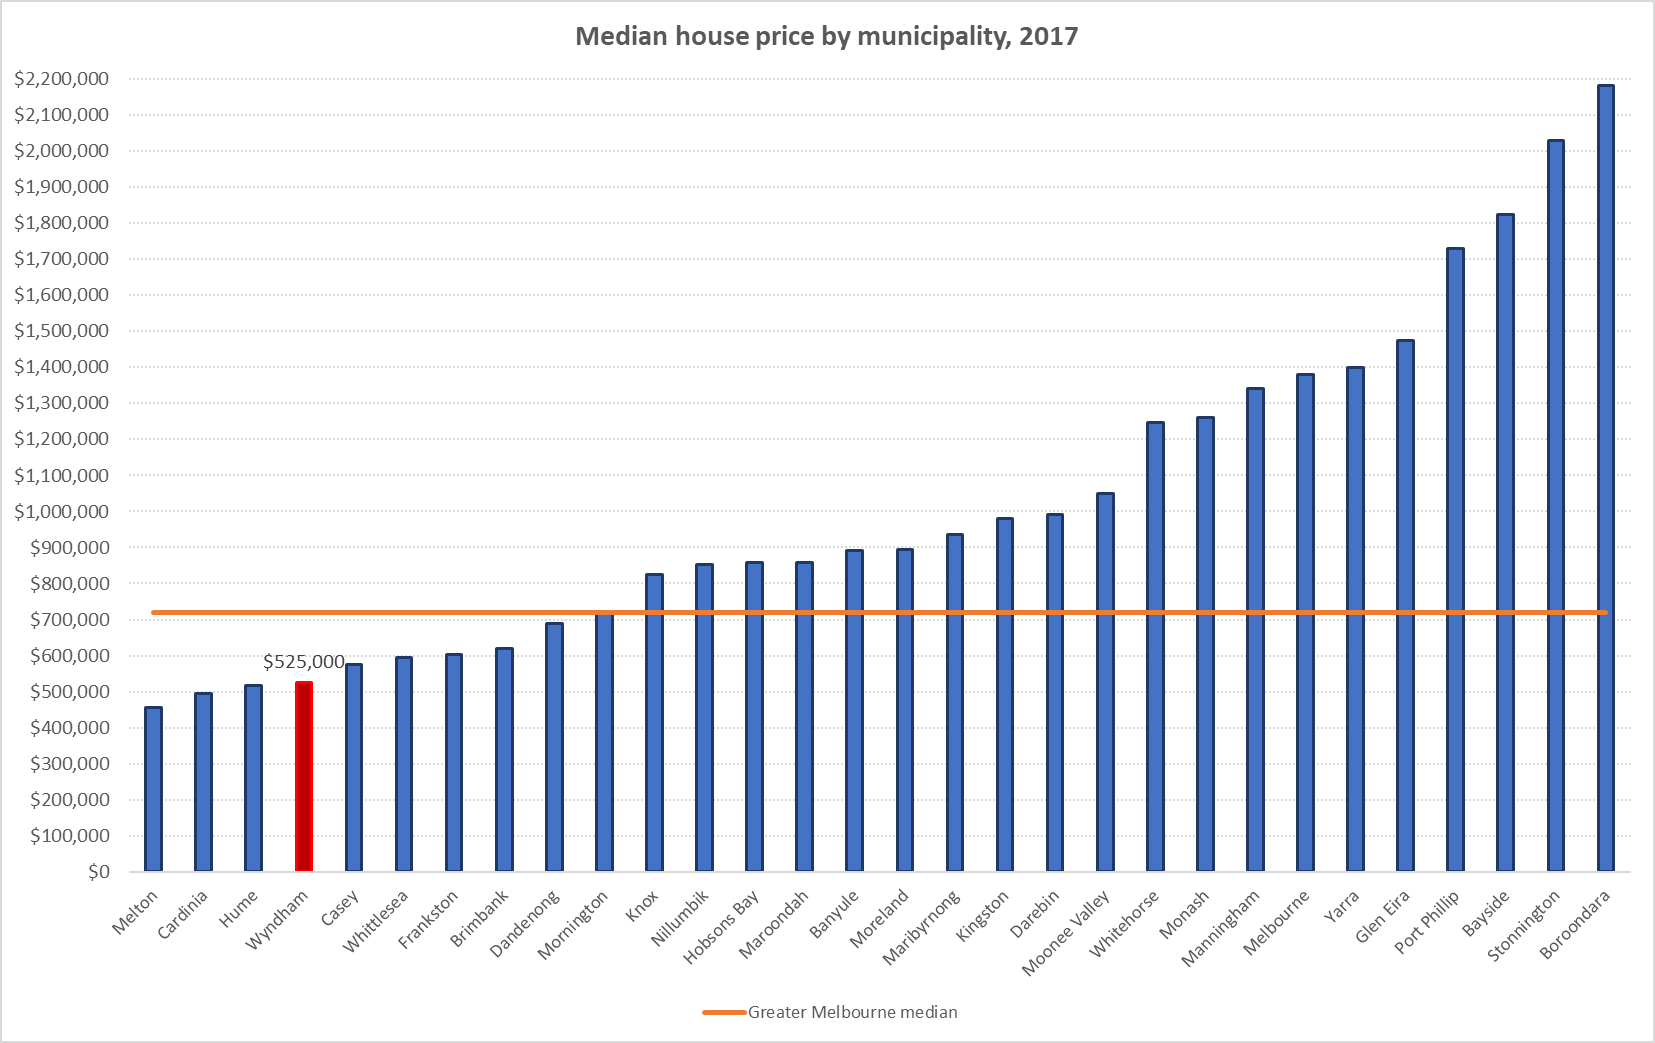 Median house price by municipality, 2017
$2,200,000
$2,100,000
$2,000,000
$1,900,000
$1,800,000
$1,700,000
$1,600,000
$1,500,000
$1,400,000
$1,300,000
$1,200,000
$1,100,000
$1,000,000
$900,000
$800,000
$700,000
$600,000
$500,000
$400,000
$300,000
$200,000
$100,000
$0
$525,000
Melton
Cardinia
Hume
Wyndham
Casey
Whittlesea
Frankston
Brimbank
Dandenong
Mornington
Knox
Nillumbik
Hobsons Bay
Maroondah
Banyule
Moreland
Maribyrnong
Kingston
Darebin
Moonee Valley
Whitehorse
Monash
Manningham
Melbourne
Yarra
Glen Eira
Port Phillip
Bayside
Stonnington
Boroondara
Greater Melbourne median